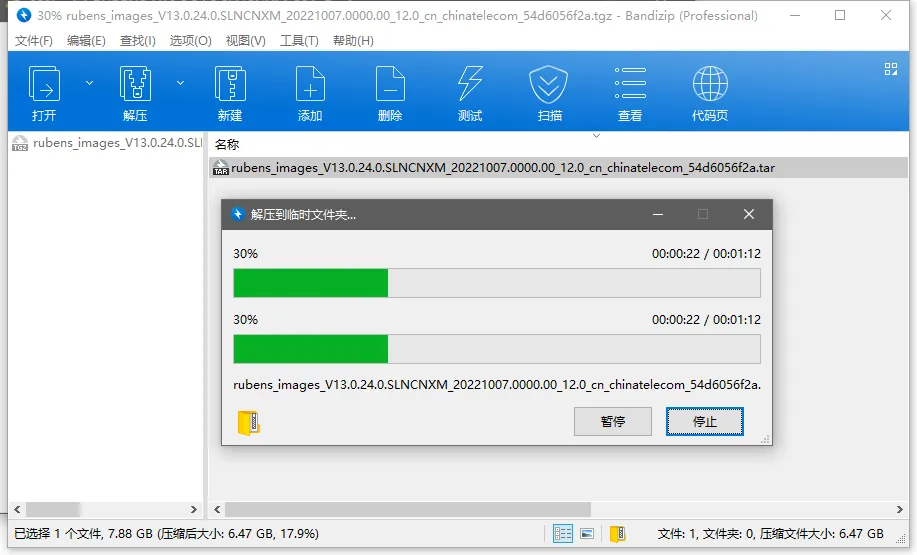 30% rubens_images_V13.0.24.0.SLNCNXM_20221007.0000.00_12.0_cn_chinatelecom_54d6056f2a.tgz - Bandizip (Professional)
文件(F) 编辑(E) 查找(I) 选项(O) 视图(V) 工具(T) 帮助(H)
打开 解压 新建 添加 删除 测试 扫描 查看 代码页
TGZ rubens_images_V13.0.24.0.SLI
名称
TAR rubens_images_V13.0.24.0.SLNCNXM_20221007.0000.00_12.0_cn_chinatelecom_54d6056f2a.tar
解压到临时文件夹...
30% 00:00:22 / 00:01:12
30% 00:00:22 / 00:01:12
rubens_images_V13.0.24.0.SLNCNXM_20221007.0000.00_12.0_cn_chinatelecom_54d6056f2a.
暂停 停止
已选择 1 个文件, 7.88 GB (压缩后大小: 6.47 GB, 17.9%) 文件: 1, 文件夹: 0, 压缩文件大小: 6.47 GB